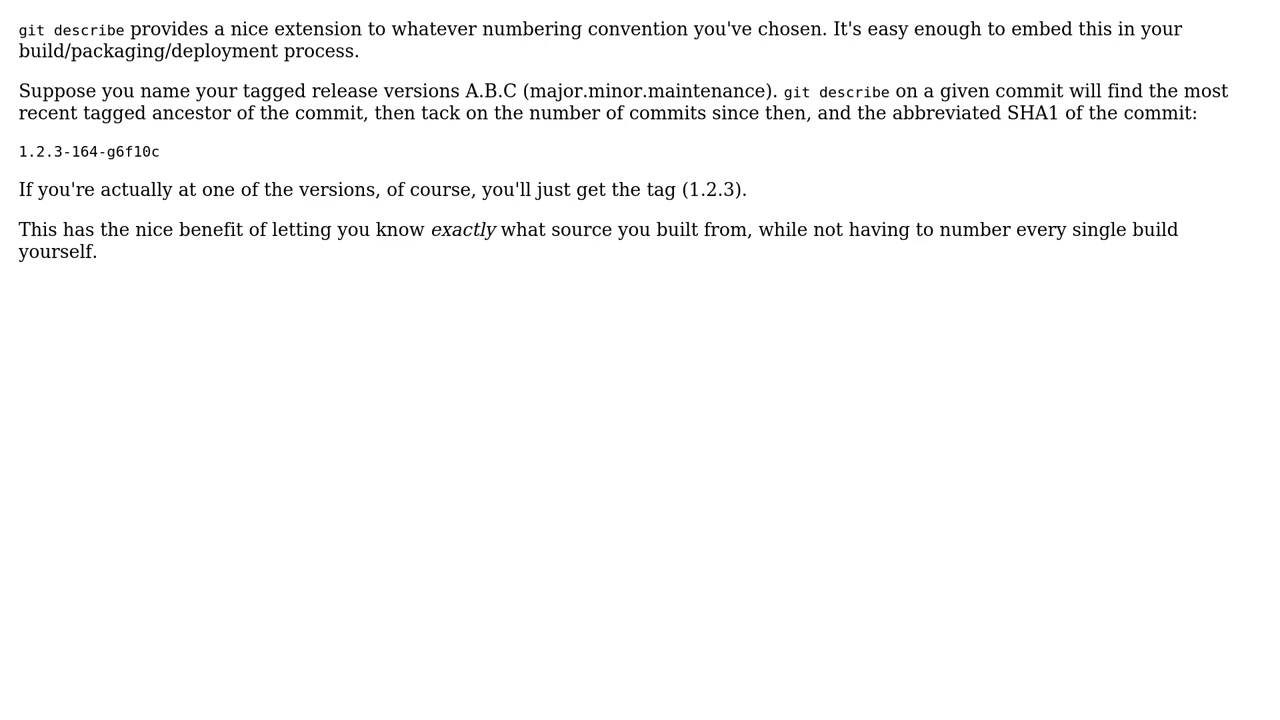 git describe provides a nice extension to whatever numbering convention you've chosen. It's easy enough to embed this in your
build/packaging/deployment process.
Suppose you name your tagged release versions A.B.C (major.minor.maintenance). git describe on a given commit will find the most
recent tagged ancestor of the commit, then tack on the number of commits since then, and the abbreviated SHA1 of the commit:
1.2.3-164-g6f10c
If you're actually at one of the versions, of course, you'll just get the tag (1.2.3).
This has the nice benefit of letting you know exactly what source you built from, while not having to number every single build
yourself.